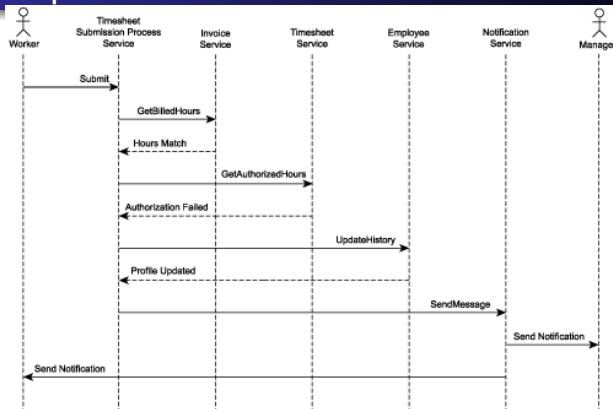 Worker
Timesheet
Submission Process
Service
Invoice
Service
Timesheet
Service
Employee
Service
Notification
Service
Manage
Submit
GetBilledHours
Hours Match
GetAuthorizedHours
Authorization Failed
UpdateHistory
Profile Updated
SendMessage
Send Notification
Send Notification